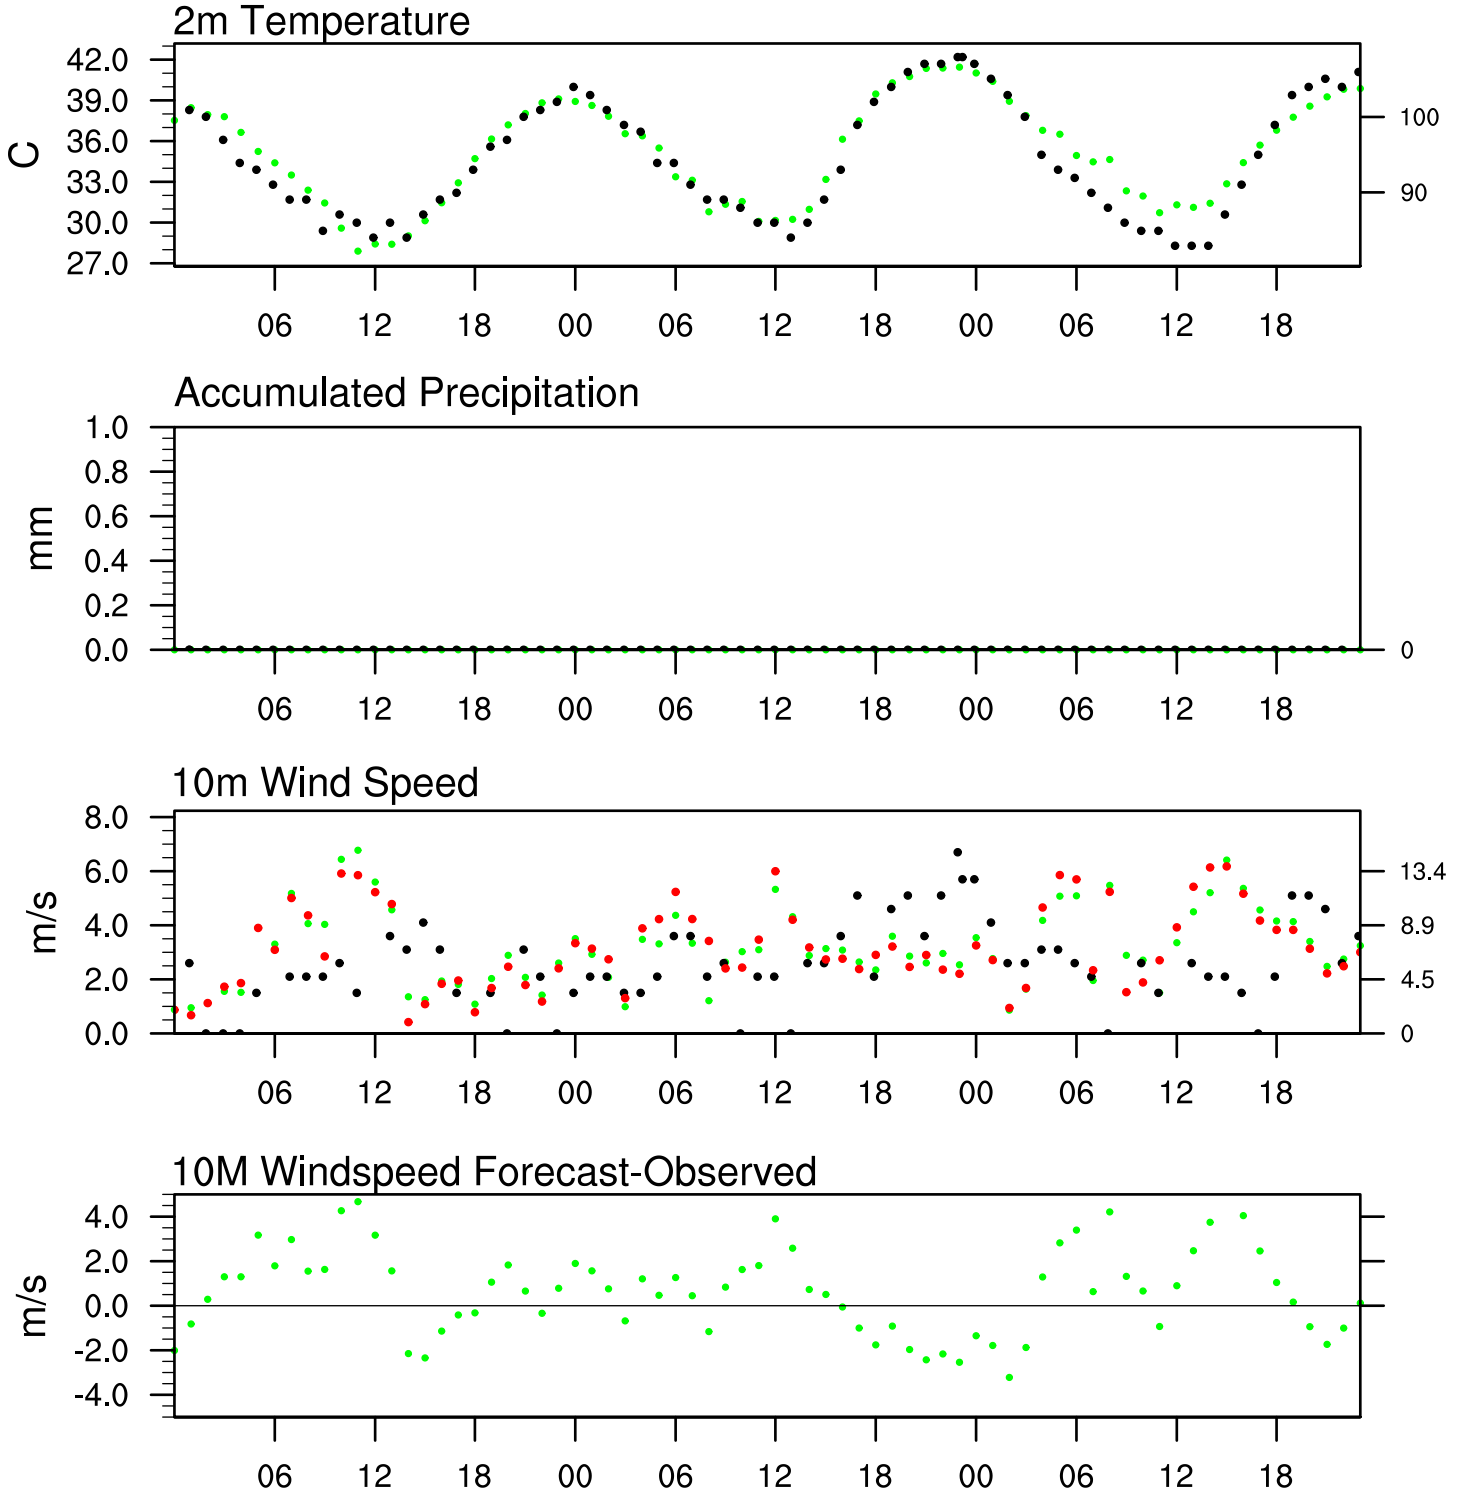 2m Temperature
42.0
39.0
36.0
33.0
30.0
27.0
C
100
90
06 12 18 00 06 12 18 00 06 12 18
Accumulated Precipitation
1.0
0.8
0.6
0.4
0.2
0.0
mm
0
06 12 18 00 06 12 18 00 06 12 18
10m Wind Speed
8.0
6.0
4.0
2.0
0.0
m/s
13.4
8.9
4.5
0
06 12 18 00 06 12 18 00 06 12 18
10M Windspeed Forecast-Observed
4.0
2.0
0.0
-2.0
-4.0
m/s
06 12 18 00 06 12 18 00 06 12 18